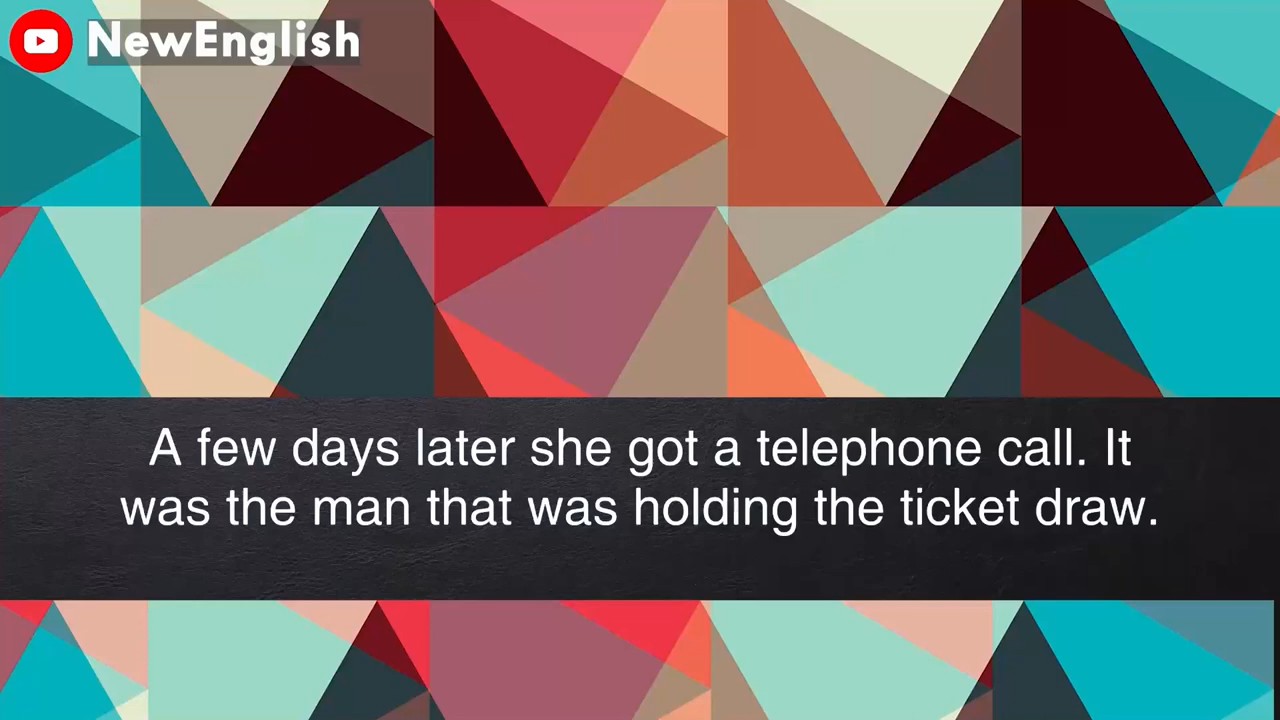 NewEnglish
A few days later she got a telephone call. It
was the man that was holding the ticket draw.